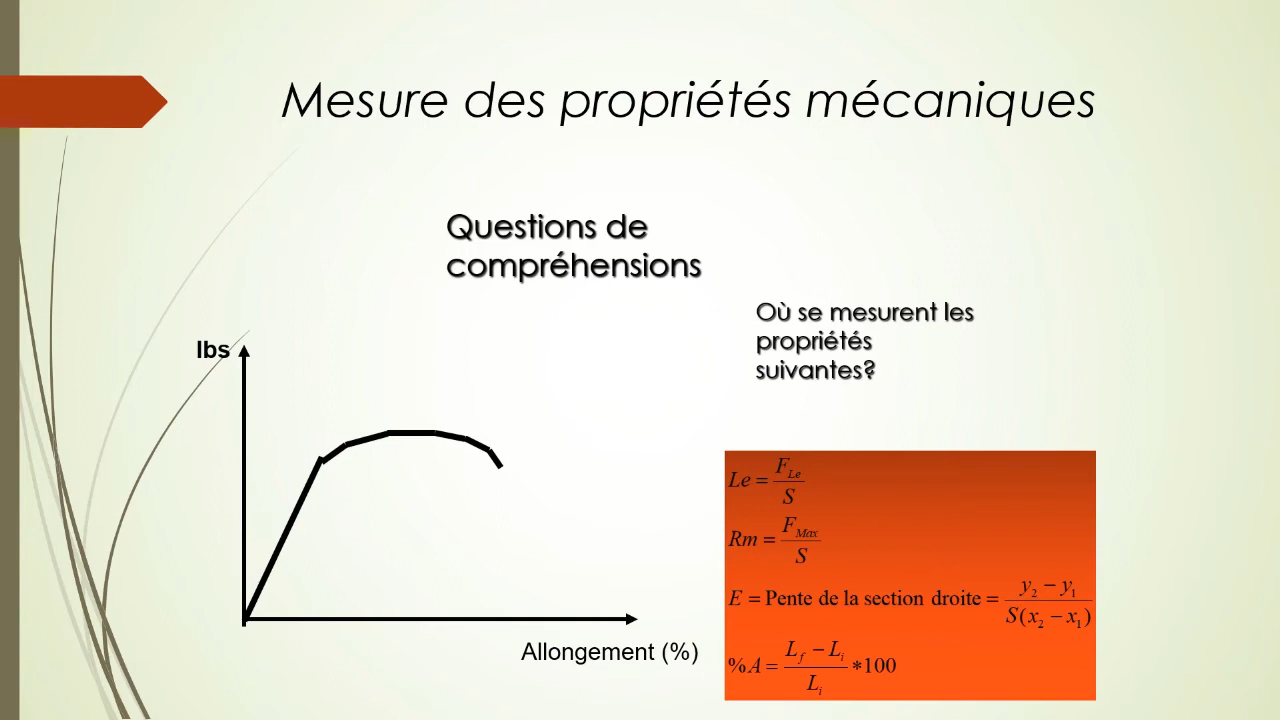 Mesure des propriétés mécaniques
Questions de
compréhensions
Où se mesurent les
propriétés
suivantes?
lbs
Allongement (%)
Le = F_Le / S
Rm = F_Max / S
E = Pente de la section droite = y₂ − y₁ / S(x₂ − x₁)
%A = L_f − L_i / L_i *100